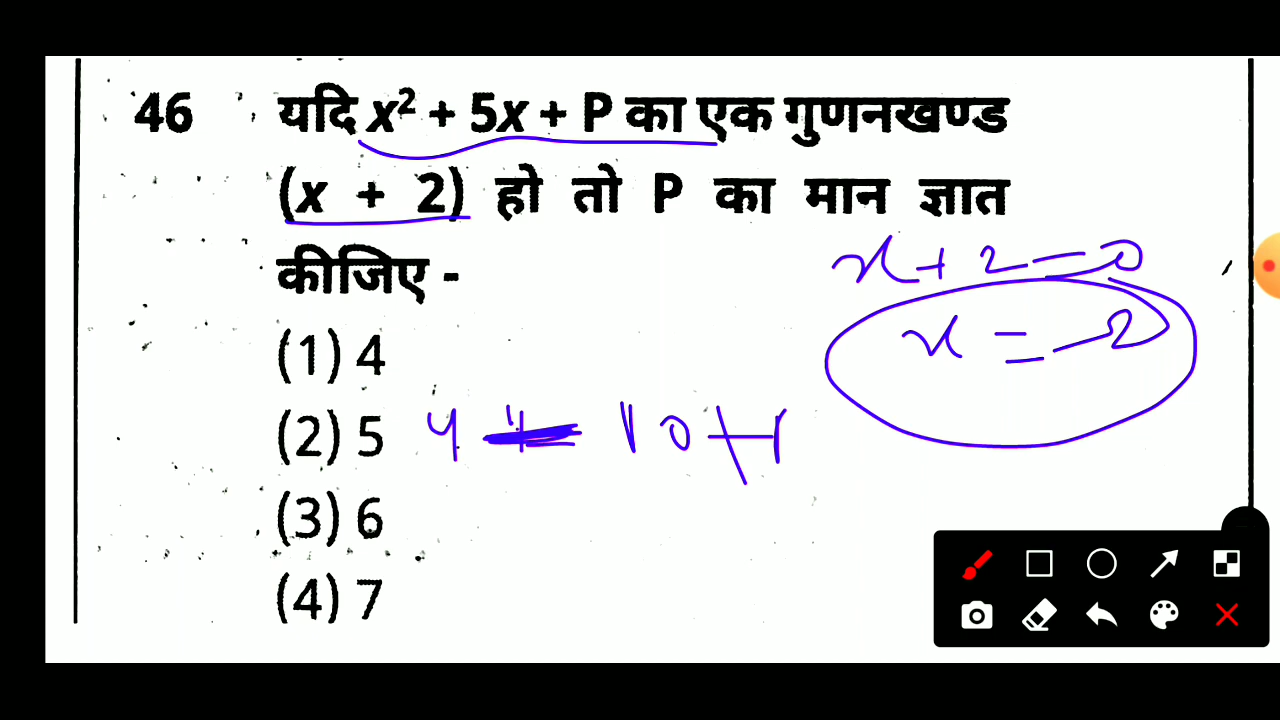 46 यदि x² + 5x + P का एक गुणनखण्ड
(x + 2) हो तो P का मान ज्ञात
कीजिए -
x + 2 = 0
x = -2
(1) 4
(2) 5
(3) 6
(4) 7